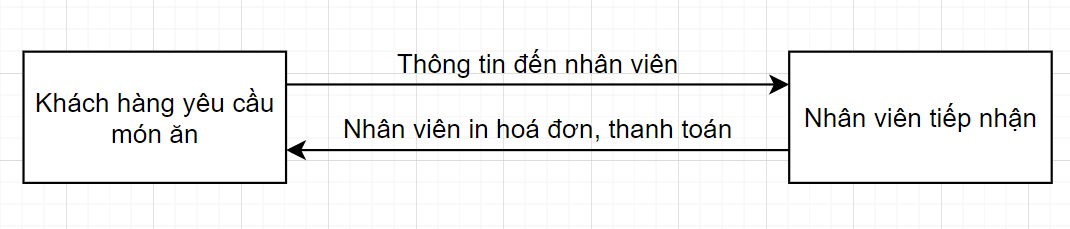 Thông tin đến nhân viên
Khách hàng yêu cầu
món ăn
Nhân viên in hoá đơn, thanh toán
Nhân viên tiếp nhận